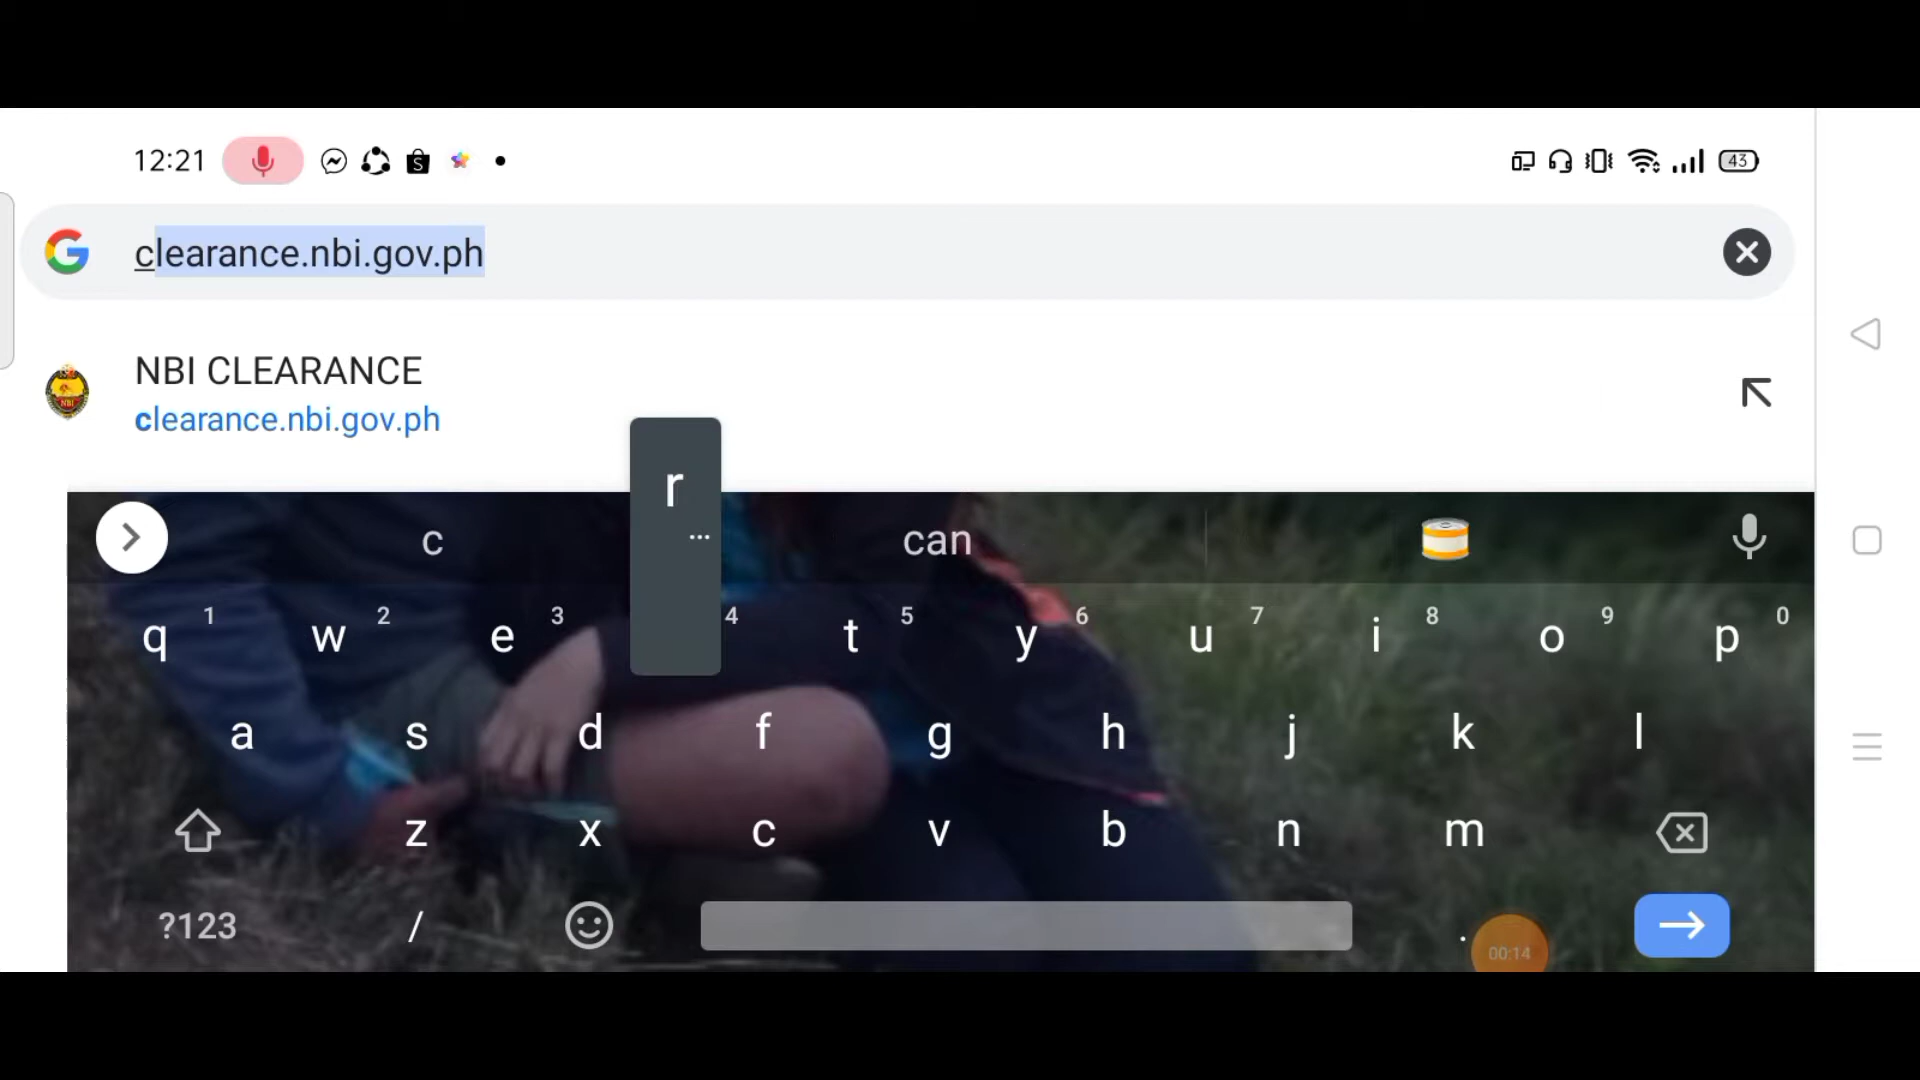 12:21
43
clearance.nbi.gov.ph
NBI CLEARANCE
clearance.nbi.gov.ph
r
...
c can
q 1 w 2 e 3 4 t 5 y 6 u 7 i 8 o 9 p 0
a s d f g h j k l
z x c v b n m
?123 / .
00:14